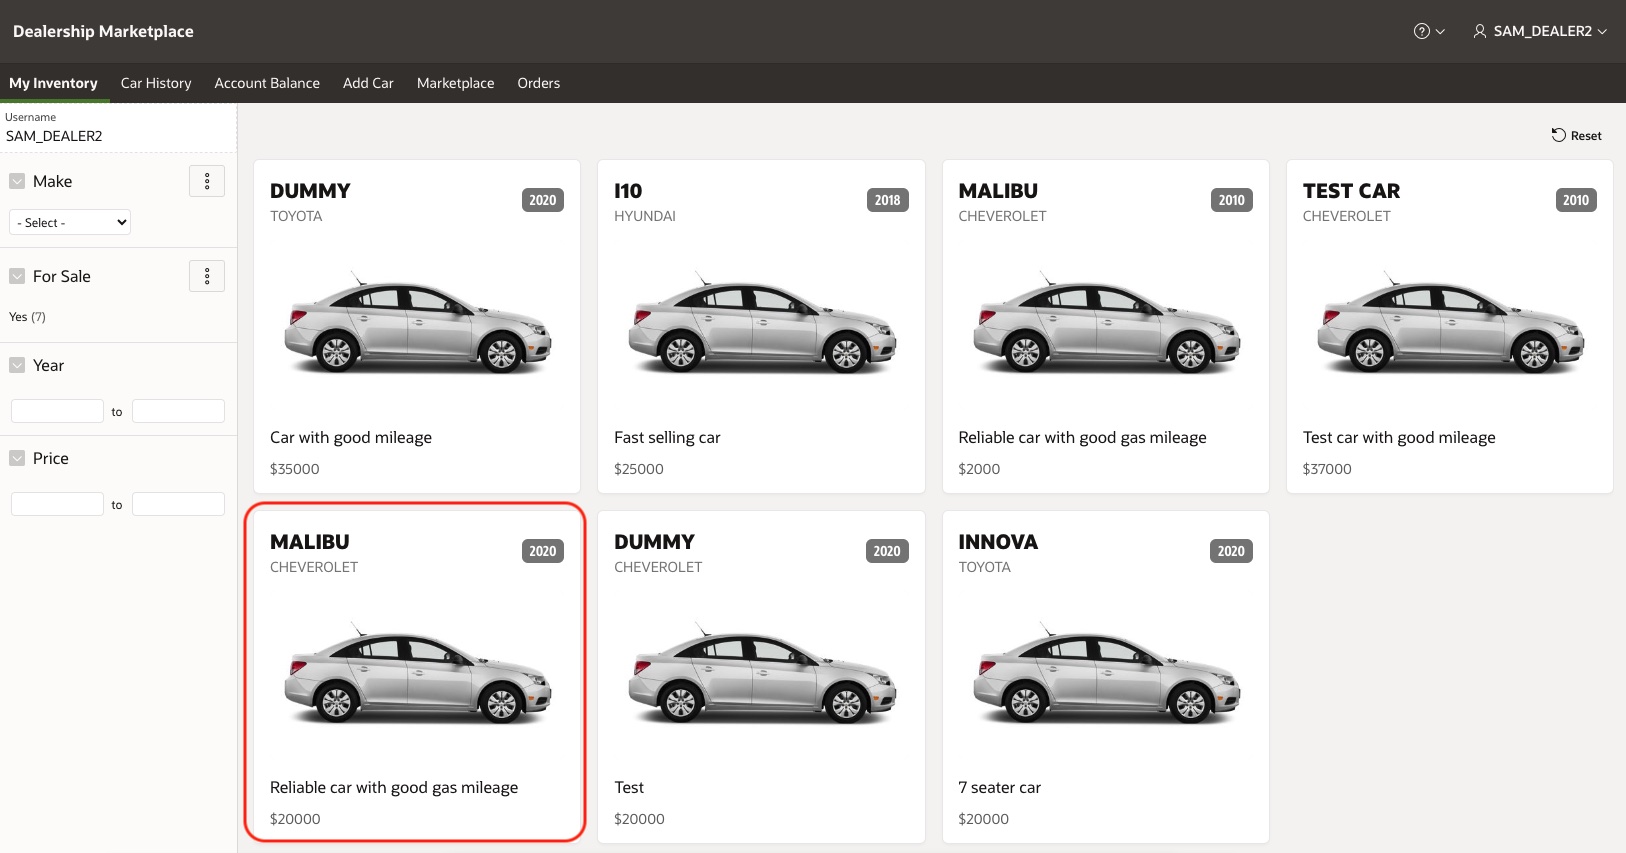 Dealership Marketplace
SAM_DEALER2
My Inventory Car History Account Balance Add Car Marketplace Orders
Username
SAM_DEALER2
Reset
Make
- Select -
For Sale
Yes (7)
Year
to
Price
to
DUMMY
TOYOTA
2020
Car with good mileage
$35000
I10
HYUNDAI
2018
Fast selling car
$25000
MALIBU
CHEVEROLET
2010
Reliable car with good gas mileage
$2000
TEST CAR
CHEVEROLET
2010
Test car with good mileage
$37000
MALIBU
CHEVEROLET
2020
Reliable car with good gas mileage
$20000
DUMMY
CHEVEROLET
2020
Test
$20000
INNOVA
TOYOTA
2020
7 seater car
$20000